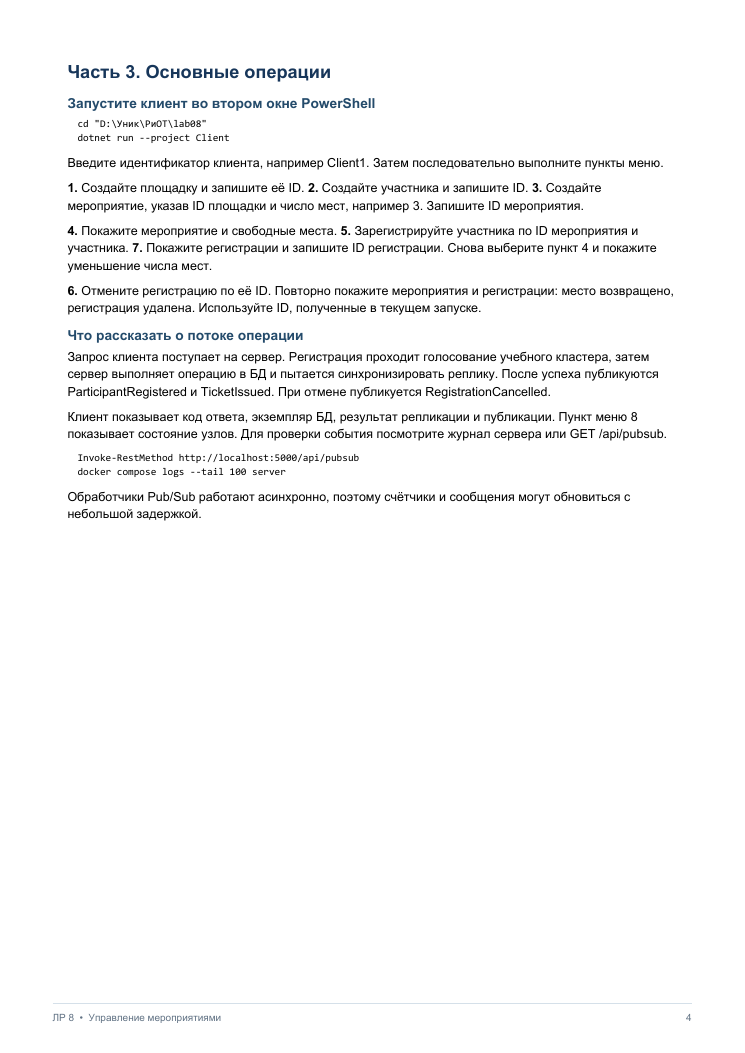 Часть 3. Основные операции
Запустите клиент во втором окне PowerShell
cd "D:\Уник\РиОТ\lab08"
dotnet run --project Client
Введите идентификатор клиента, например Client1. Затем последовательно выполните пункты меню.
1. Создайте площадку и запишите её ID. 2. Создайте участника и запишите ID. 3. Создайте
мероприятие, указав ID площадки и число мест, например 3. Запишите ID мероприятия.
4. Покажите мероприятие и свободные места. 5. Зарегистрируйте участника по ID мероприятия и
участника. 7. Покажите регистрации и запишите ID регистрации. Снова выберите пункт 4 и покажите
уменьшение числа мест.
6. Отмените регистрацию по её ID. Повторно покажите мероприятия и регистрации: место возвращено,
регистрация удалена. Используйте ID, полученные в текущем запуске.
Что рассказать о потоке операции
Запрос клиента поступает на сервер. Регистрация проходит голосование учебного кластера, затем
сервер выполняет операцию в БД и пытается синхронизировать реплику. После успеха публикуются
ParticipantRegistered и TicketIssued. При отмене публикуется RegistrationCancelled.
Клиент показывает код ответа, экземпляр БД, результат репликации и публикации. Пункт меню 8
показывает состояние узлов. Для проверки события посмотрите журнал сервера или GET /api/pubsub.
Invoke-RestMethod http://localhost:5000/api/pubsub
docker compose logs --tail 100 server
Обработчики Pub/Sub работают асинхронно, поэтому счётчики и сообщения могут обновиться с
небольшой задержкой.
ЛР 8 • Управление мероприятиями
4